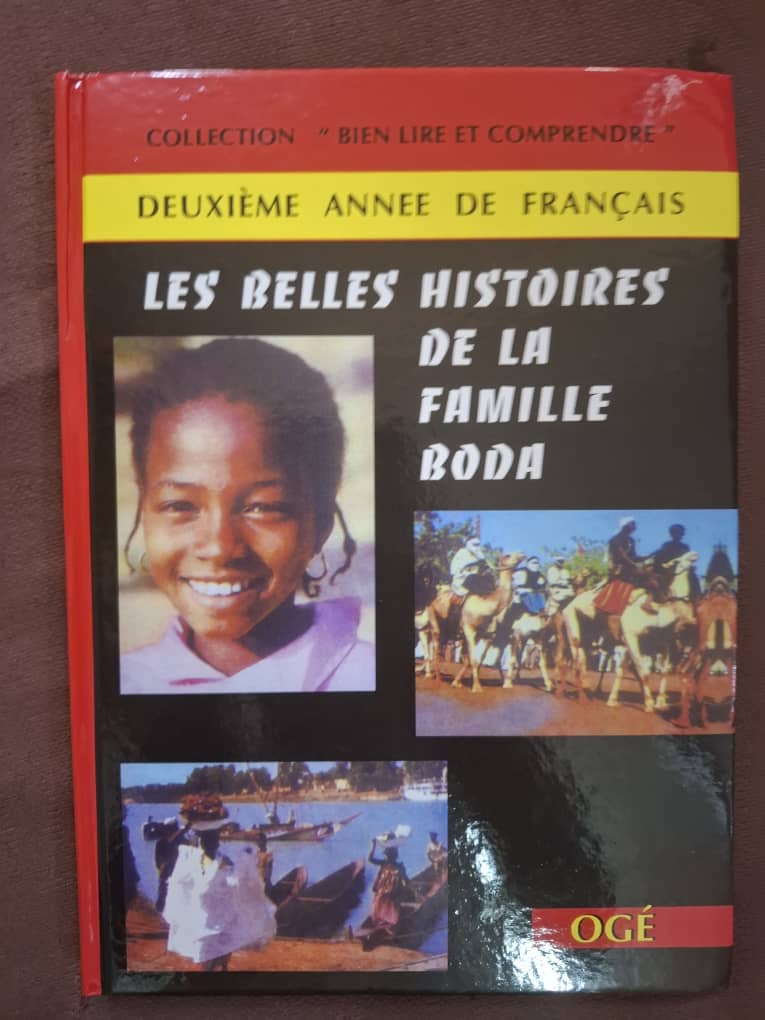 COLLECTION " BIEN LIRE ET COMPRENDRE "
DEUXIÈME ANNEE DE FRANÇAIS
LES BELLES HISTOIRES
DE LA
FAMILLE
BODA
OGÉ